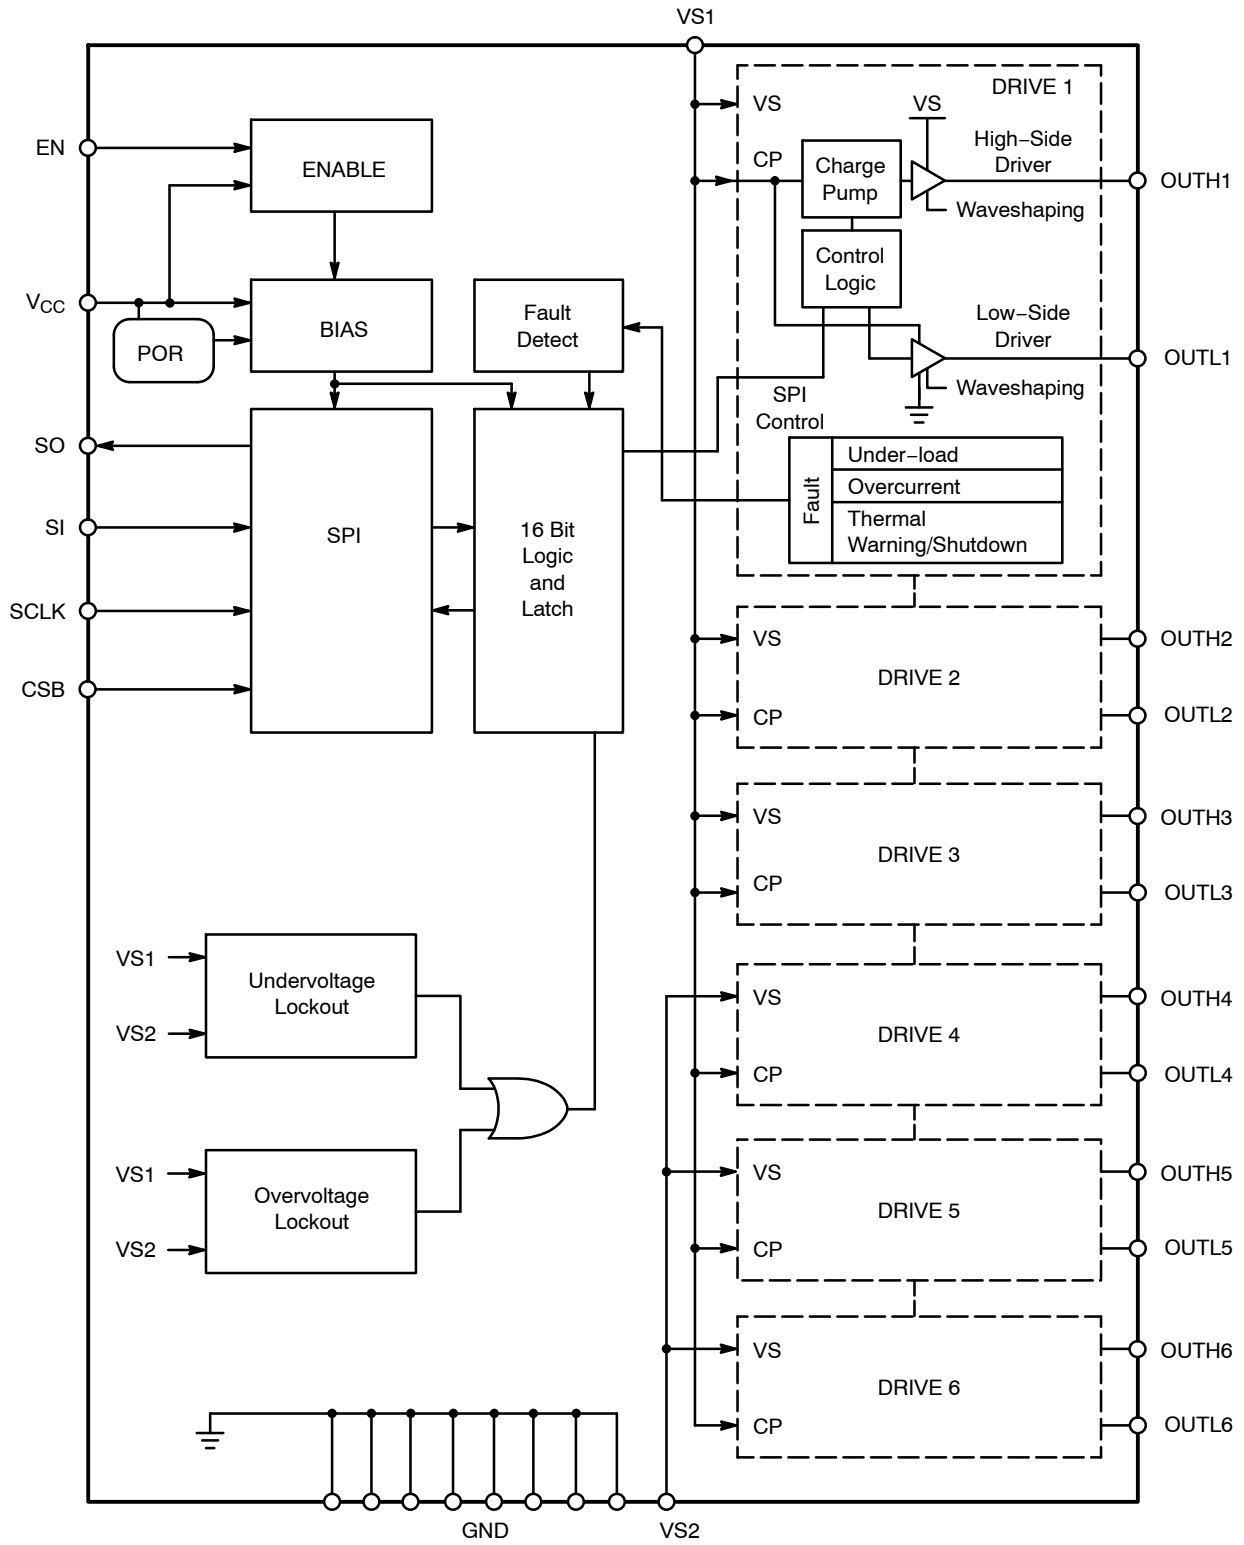 VS1
DRIVE 1
VS
VS
High−Side
Driver
CP
Charge
Pump
OUTH1
Waveshaping
EN
ENABLE
Control
Logic
VCC
BIAS
POR
Fault
Detect
Low−Side
Driver
OUTL1
Waveshaping
SPI
Control
SO
SI
SCLK
CSB
SPI
16 Bit
Logic
and
Latch
Fault
Under−load
Overcurrent
Thermal
Warning/Shutdown
VS
DRIVE 2
CP
OUTH2
OUTL2
VS
DRIVE 3
CP
OUTH3
OUTL3
VS1
VS2
Undervoltage
Lockout
VS
DRIVE 4
CP
OUTH4
OUTL4
VS1
VS2
Overvoltage
Lockout
VS
DRIVE 5
CP
OUTH5
OUTL5
VS
DRIVE 6
CP
OUTH6
OUTL6
GND
VS2